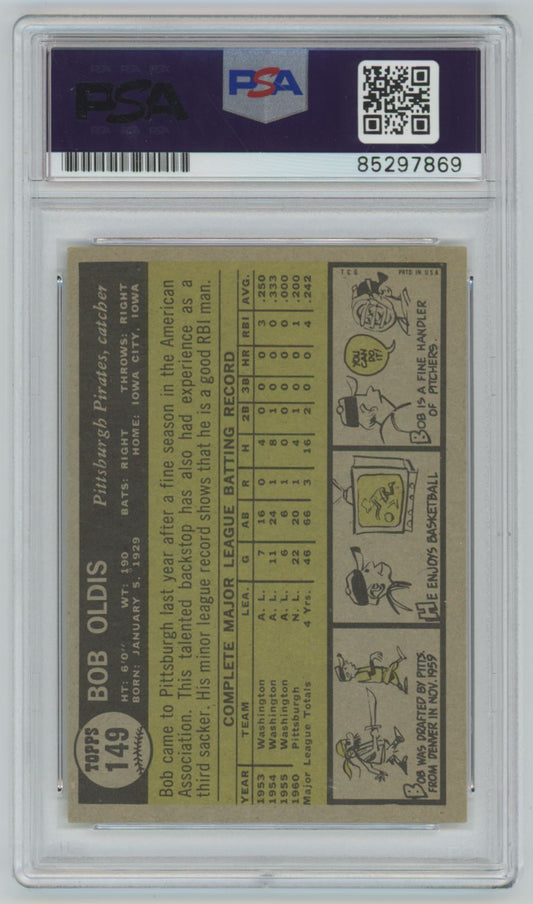 PSA
PSA
85297869
TOPPS
149
BOB OLDIS
Pittsburgh Pirates, catcher
HT: 6'0" WT: 190 BATS: RIGHT THROWS: RIGHT
BORN: JANUARY 5, 1929 HOME: IOWA CITY, IOWA
Bob came to Pittsburgh last year after a fine season in the American
Association. This talented backstop has also had experience as a
third sacker. His minor league record shows that he is a good RBI man.
COMPLETE MAJOR LEAGUE BATTING RECORD
YEAR TEAM LEA. G AB R H 2B 3B HR RBI AVG.
1953 Washington A. L. 7 16 0 4 0 0 0 3 .250
1954 Washington A. L. 11 24 1 8 1 0 0 0 .333
1955 Washington A. L. 6 6 1 0 0 0 0 0 .000
1960 Pittsburgh N. L. 22 20 1 4 1 0 0 1 .200
Major League Totals 4 Yrs. 46 66 3 16 2 0 0 4 .242
BOB WAS DRAFTED BY PITTS.
FROM DENVER IN NOV. 1959
HE ENJOYS BASKETBALL
YOU CAN DO IT!
BOB IS A FINE HANDLER
OF PITCHERS
T.C.G. PRTD IN U.S.A.